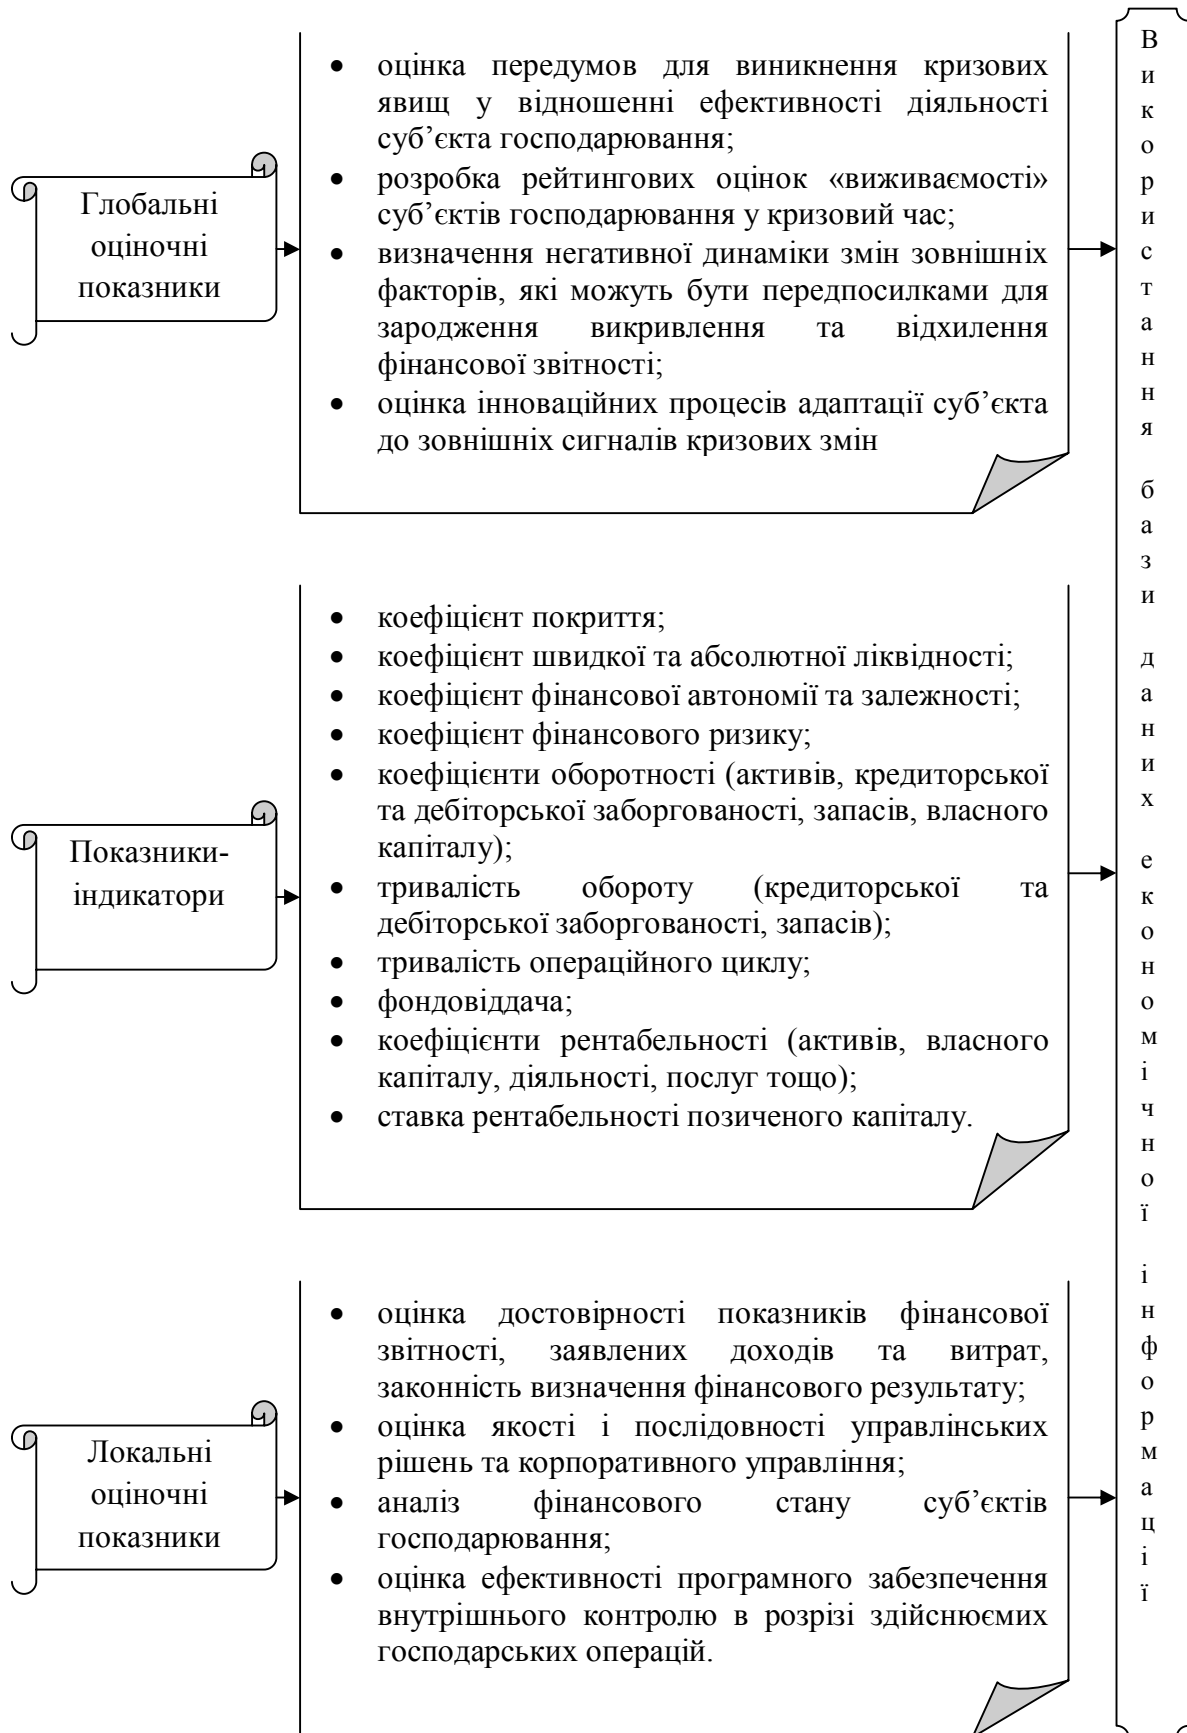 Глобальні
оціночні
показники
• оцінка передумов для виникнення кризових
явищ у відношенні ефективності діяльності
суб’єкта господарювання;
• розробка рейтингових оцінок «виживаємості»
суб’єктів господарювання у кризовий час;
• визначення негативної динаміки змін зовнішніх
факторів, які можуть бути передпосилками для
зародження викривлення та відхилення
фінансової звітності;
• оцінка інноваційних процесів адаптації суб’єкта
до зовнішніх сигналів кризових змін
Показники-
індикатори
• коефіцієнт покриття;
• коефіцієнт швидкої та абсолютної ліквідності;
• коефіцієнт фінансової автономії та залежності;
• коефіцієнт фінансового ризику;
• коефіцієнти оборотності (активів, кредиторської
та дебіторської заборгованості, запасів, власного
капіталу);
• тривалість обороту (кредиторської та
дебіторської заборгованості, запасів);
• тривалість операційного циклу;
• фондовіддача;
• коефіцієнти рентабельності (активів, власного
капіталу, діяльності, послуг тощо);
• ставка рентабельності позиченого капіталу.
Локальні
оціночні
показники
• оцінка достовірності показників фінансової
звітності, заявлених доходів та витрат,
законність визначення фінансового результату;
• оцінка якості і послідовності управлінських
рішень та корпоративного управління;
• аналіз фінансового стану суб’єктів
господарювання;
• оцінка ефективності програмного забезпечення
внутрішнього контролю в розрізі здійснюємих
господарських операцій.
Використання бази даних економічної інформації